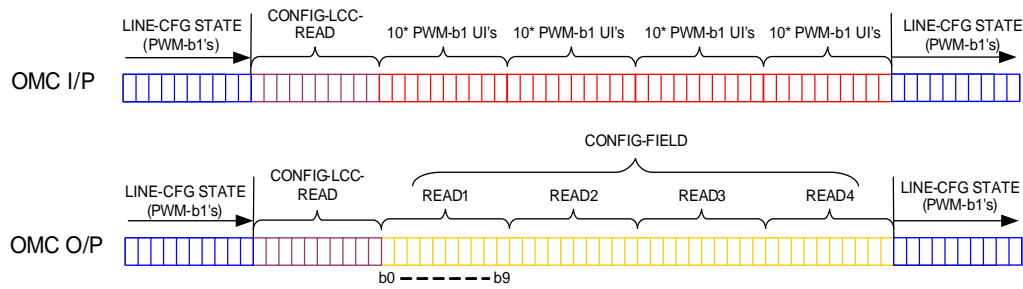 LINE-CFG STATE
(PWM-b1's)
CONFIG-LCC-
READ
10* PWM-b1 UI's
10* PWM-b1 UI's
10* PWM-b1 UI's
10* PWM-b1 UI's
LINE-CFG STATE
(PWM-b1's)
OMC I/P
CONFIG-FIELD
LINE-CFG STATE
(PWM-b1's)
CONFIG-LCC-
READ
READ1
READ2
READ3
READ4
LINE-CFG STATE
(PWM-b1's)
OMC O/P
b0
b9